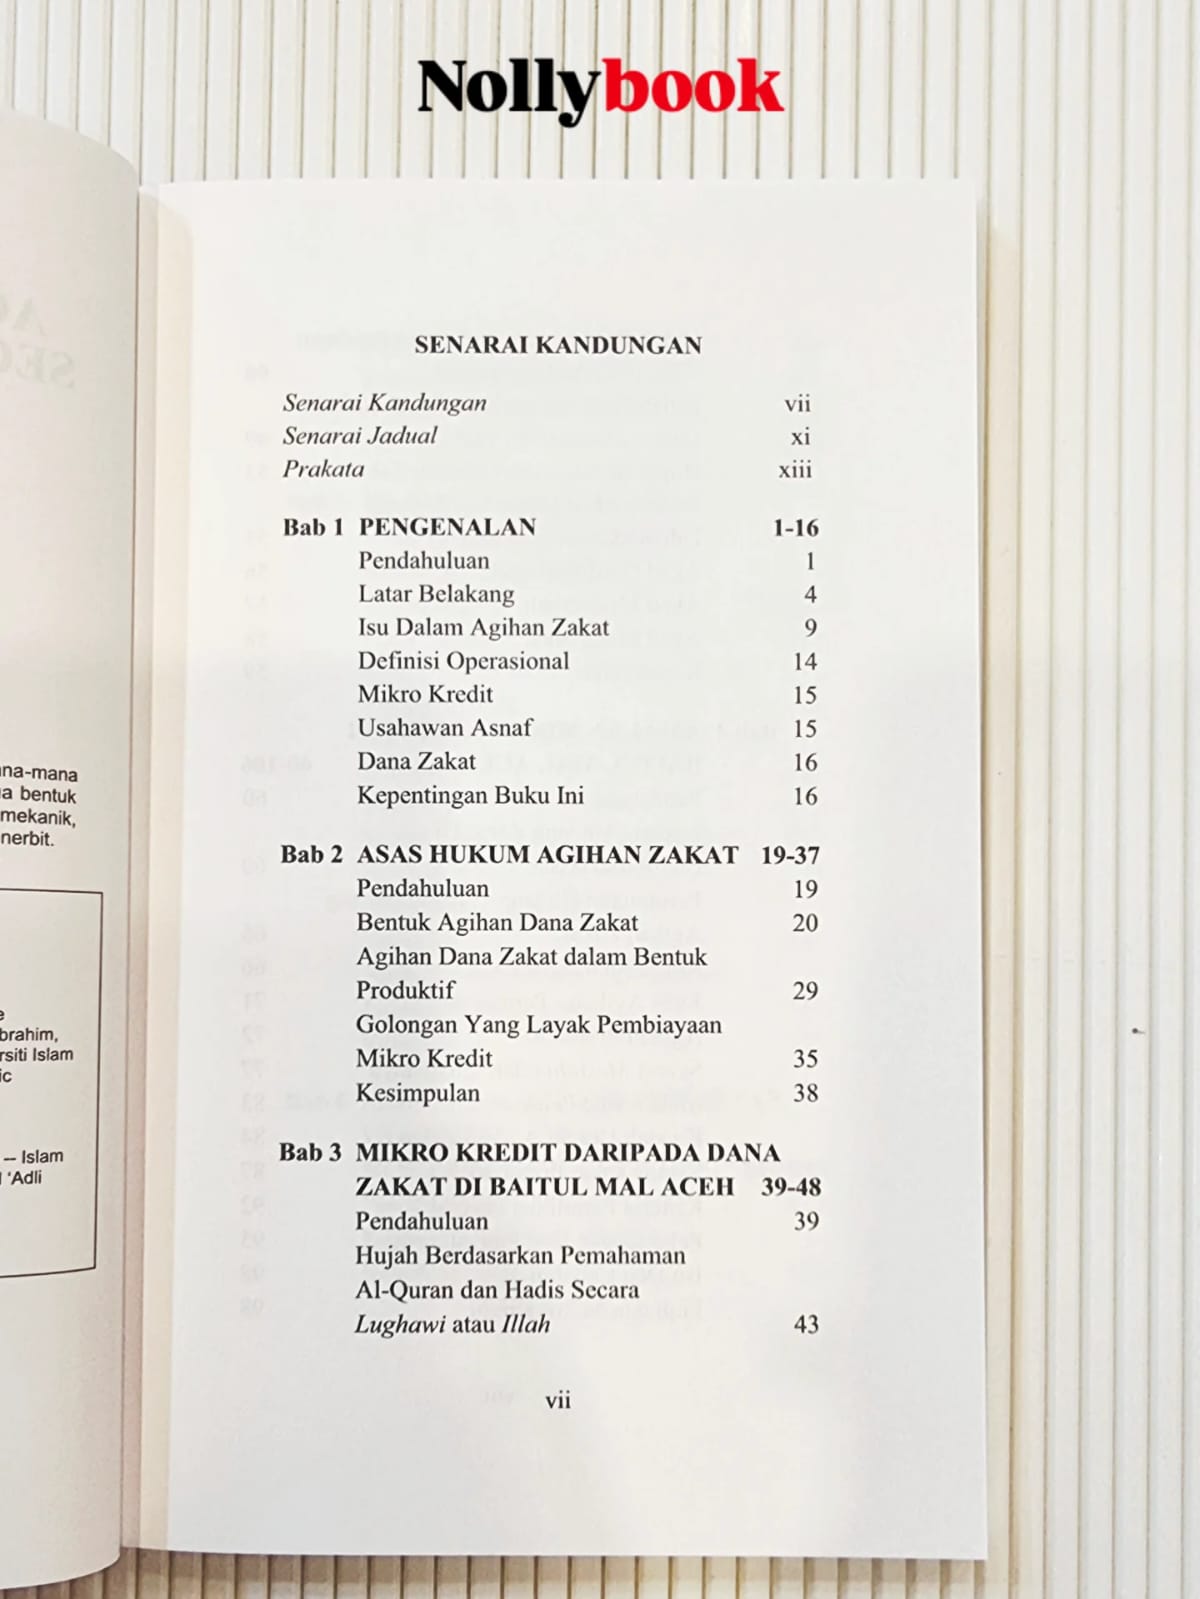 Nollybook
na-mana
a bentuk
mekanik,
nerbit.
e
brahim,
rsiti Islam
ic
– Islam
‘Adli
SENARAI KANDUNGAN
Senarai Kandungan vii
Senarai Jadual xi
Prakata xiii
Bab 1 PENGENALAN 1-16
Pendahuluan 1
Latar Belakang 4
Isu Dalam Agihan Zakat 9
Definisi Operasional 14
Mikro Kredit 15
Usahawan Asnaf 15
Dana Zakat 16
Kepentingan Buku Ini 16
Bab 2 ASAS HUKUM AGIHAN ZAKAT 19-37
Pendahuluan 19
Bentuk Agihan Dana Zakat 20
Agihan Dana Zakat dalam Bentuk
Produktif 29
Golongan Yang Layak Pembiayaan
Mikro Kredit 35
Kesimpulan 38
Bab 3 MIKRO KREDIT DARIPADA DANA
ZAKAT DI BAITUL MAL ACEH 39-48
Pendahuluan 39
Hujah Berdasarkan Pemahaman
Al-Quran dan Hadis Secara
Lughawi atau Illah 43
vii